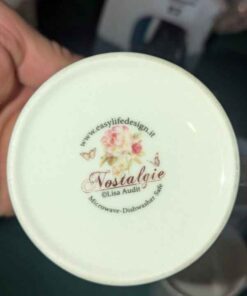 www.easylifedesign.it
Nostalgie
©Lisa Audit
Microwave-Dishwasher Safe